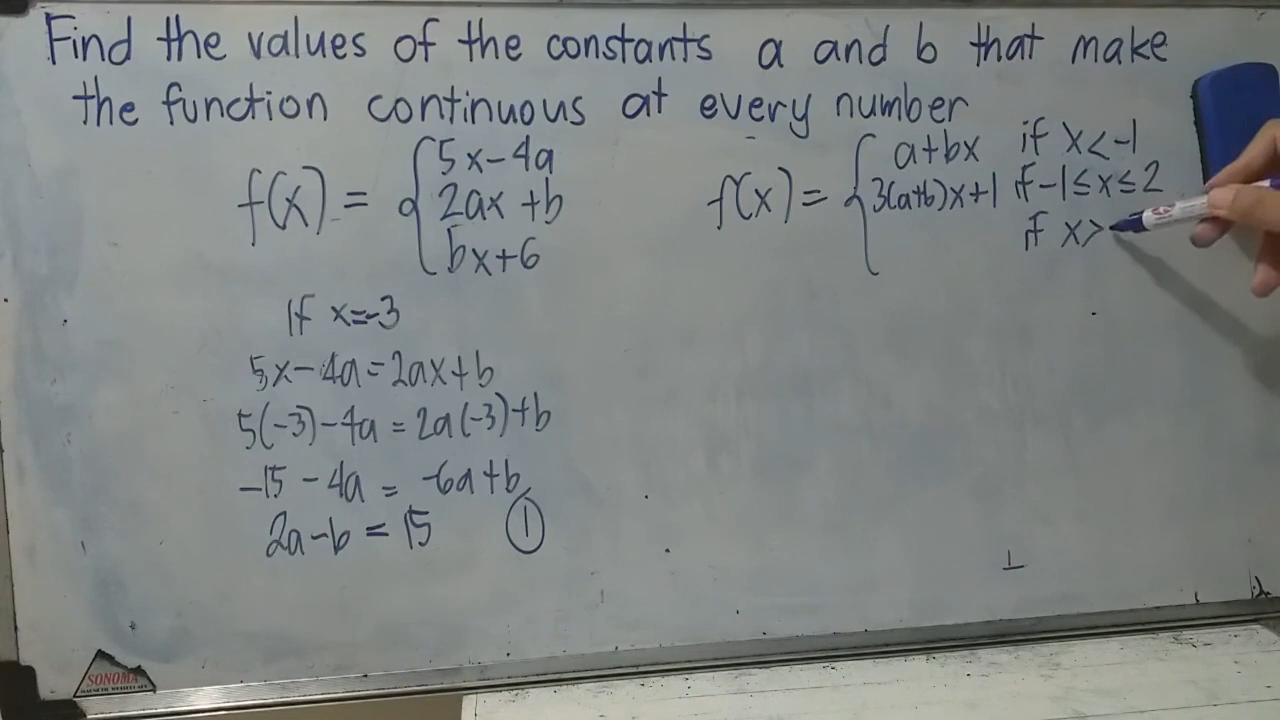 Find the values of the constants a and b that make
the function continuous at every number
f(x) = { 5x-4a
2ax+b
5x+6
If x=-3
5x-4a=2ax+b
5(-3)-4a=2a(-3)+b
-15-4a=-6a+b
2a-b=15 ①
f(x) = { a+bx if x<-1
3(a+b)x+1 if -1≤x≤2
if x>
SONOMA